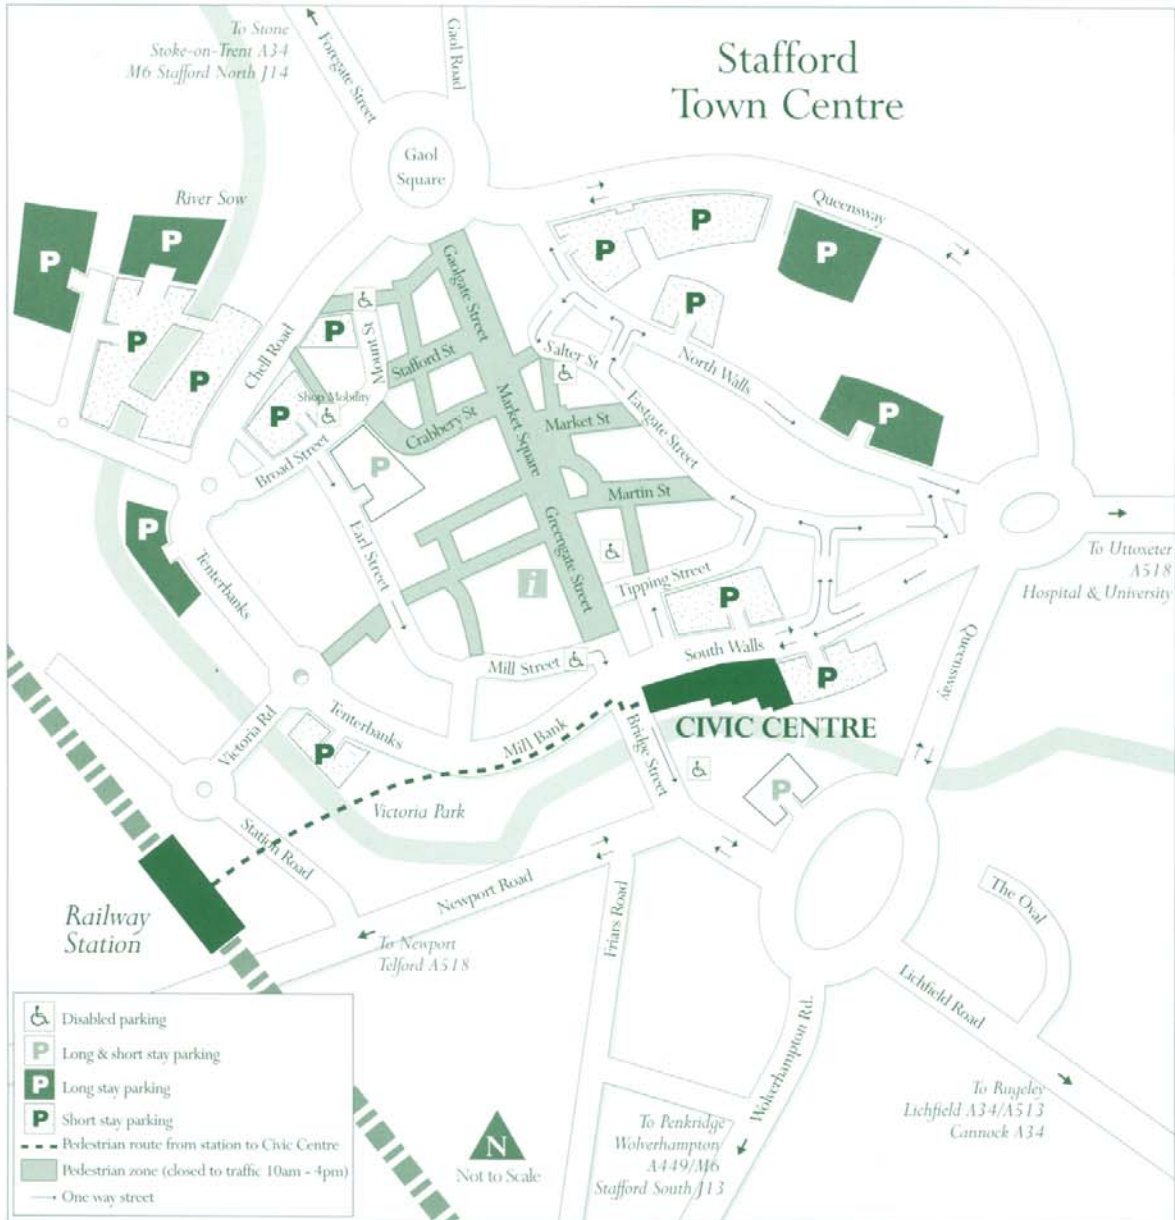 Stafford
Town Centre
To Stone
Stoke-on-Trent A34
M6 Stafford North J14
Foregate Street
Gaol Road
Gaol
Square
River Sow
Queensway
P
P
P
P
P
P
P
P
P
P
Gaolgate Street
Chell Road
Mount St
Stafford St
Salter St
North Walls
Shop Mobility
P
P
P
Crabbery St
Market Square
Market St
Eastgate Street
Broad Street
Martin St
P
Earl Street
Greengate Street
Tenterbanks
i
Tipping Street
P
To Uttoxeter
A518
Hospital & University
Mill Street
South Walls
P
Queensway
CIVIC CENTRE
Victoria Rd
Tenterbanks
P
Mill Bank
Bridge Street
P
Victoria Park
Station Road
Newport Road
Railway
Station
To Newport
Telford A518
Friars Road
The Oval
Lichfield Road
Wolverhampton Rd.
To Rugeley
Lichfield A34/A513
Cannock A34
To Penkridge
Wolverhampton
A449/M6
Stafford South J13
N
Not to Scale
Disabled parking
P Long & short stay parking
P Long stay parking
P Short stay parking
Pedestrian route from station to Civic Centre
Pedestrian zone (closed to traffic 10am - 4pm)
One way street